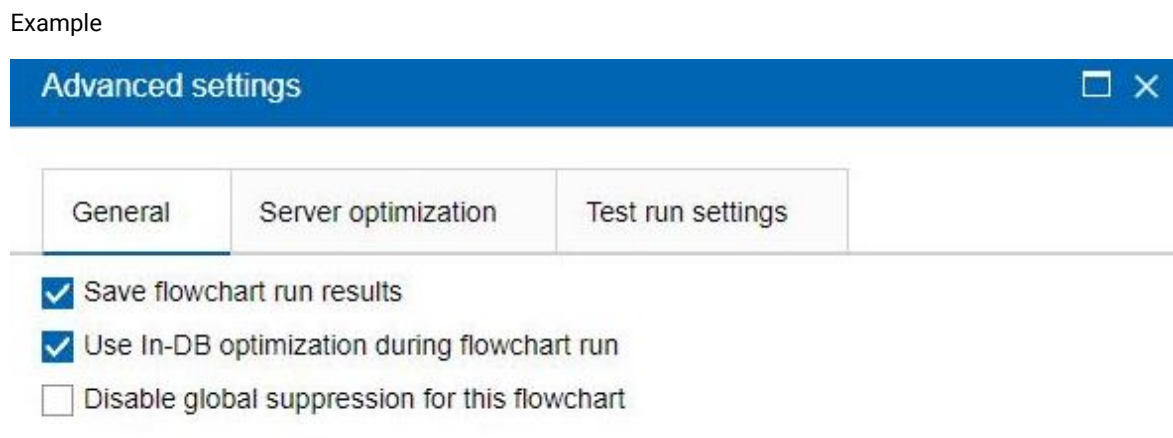 Example
Advanced settings
General Server optimization Test run settings
Save flowchart run results
Use In-DB optimization during flowchart run
Disable global suppression for this flowchart